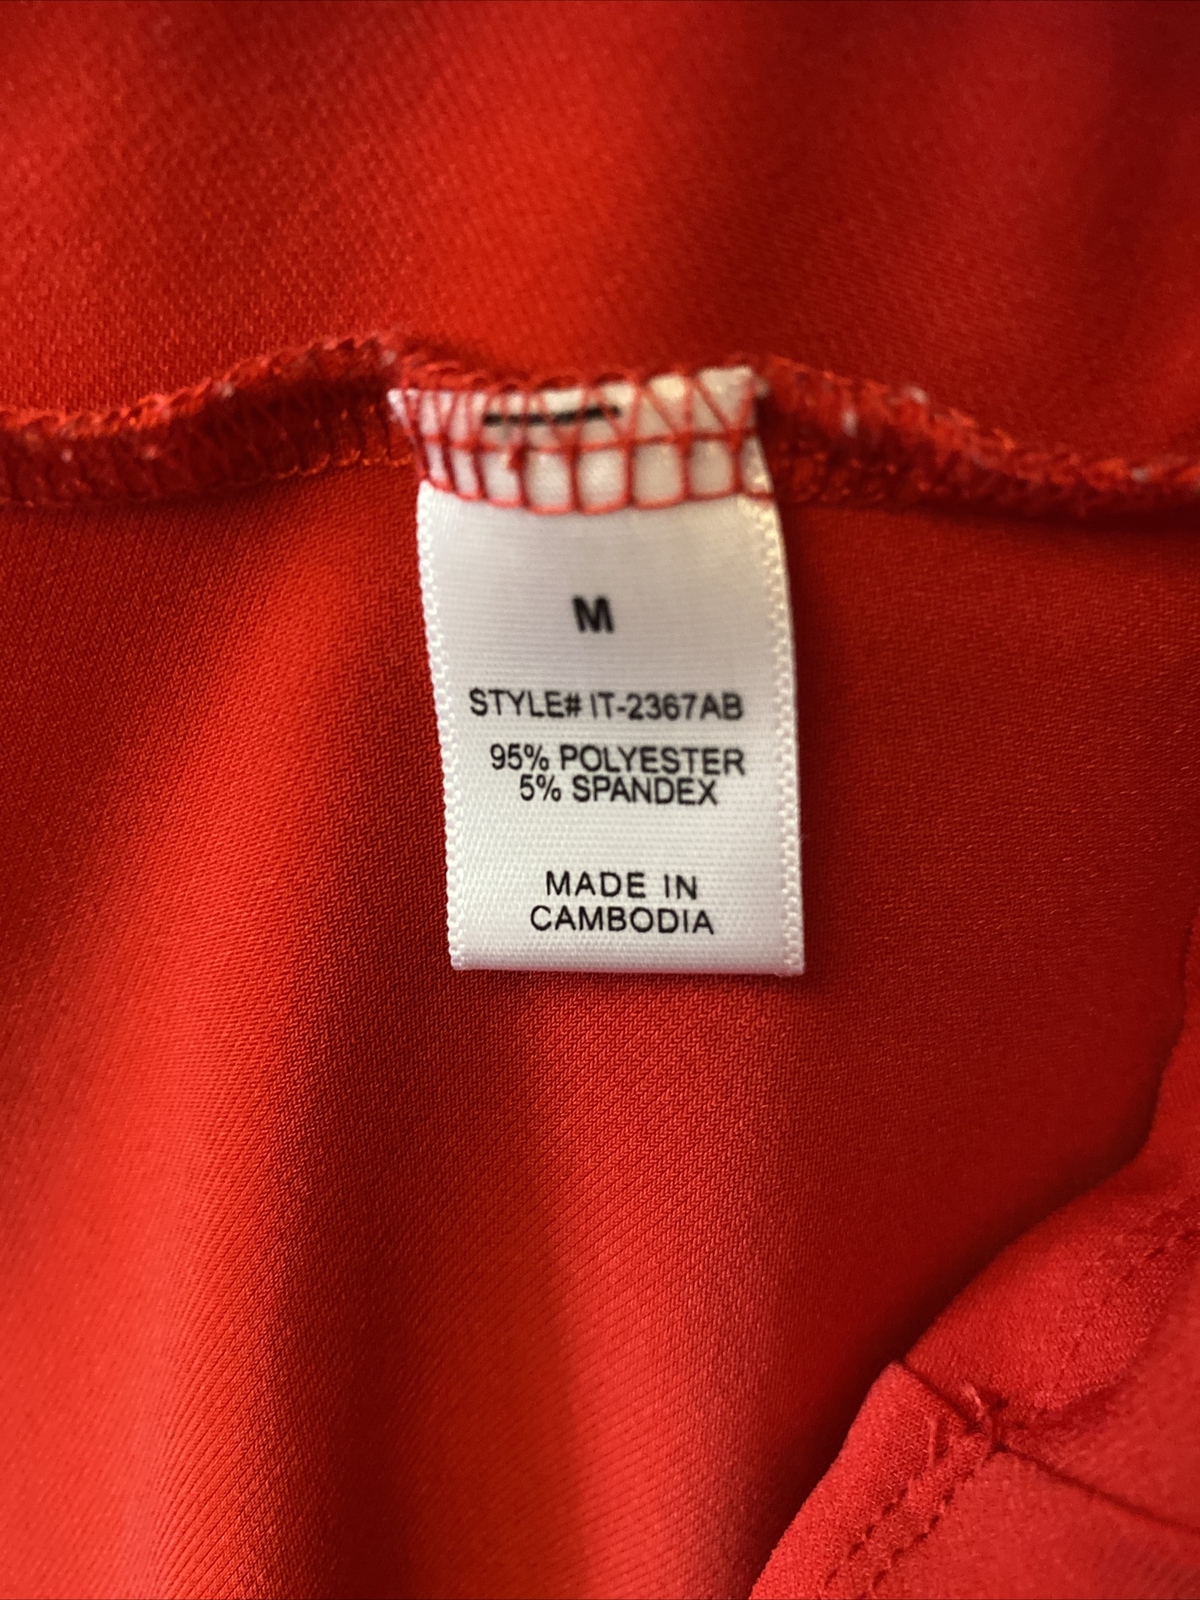 M
STYLE# IT-2367AB
95% POLYESTER
5% SPANDEX
MADE IN
CAMBODIA